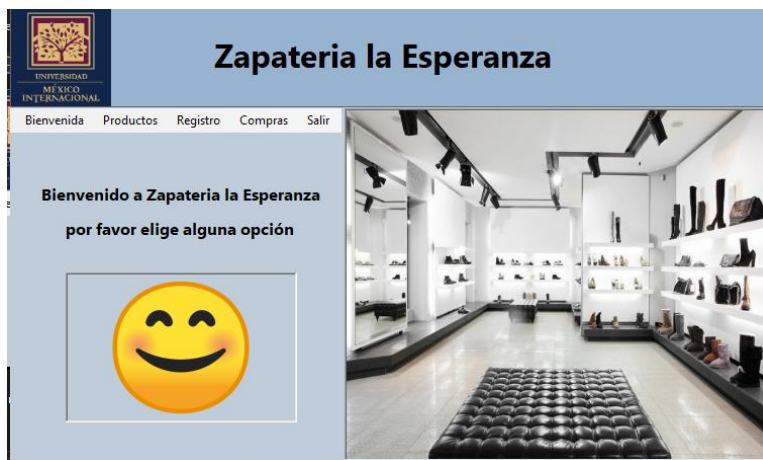 UNIVERSIDAD
MÉXICO
INTERNACIONAL
Zapateria la Esperanza
Bienvenida Productos Registro Compras Salir
Bienvenido a Zapateria la Esperanza
por favor elige alguna opción